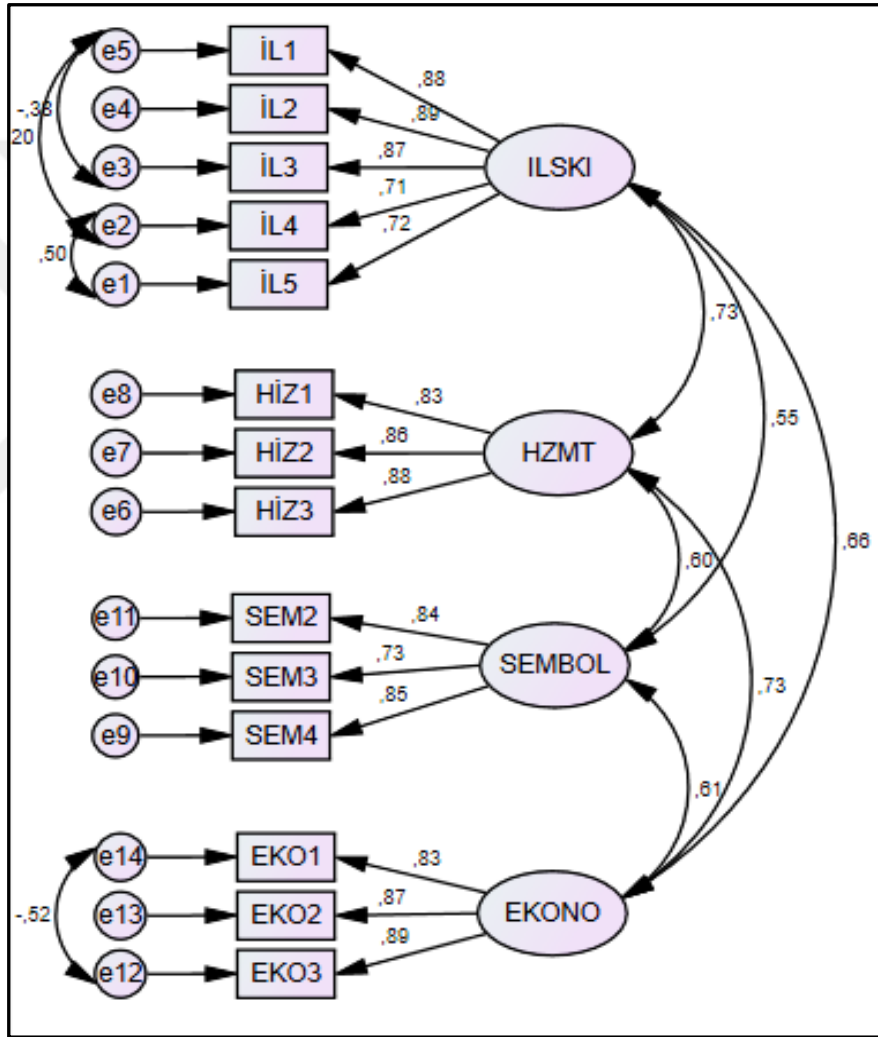 e5 İL1 ,88
e4 İL2 ,89
-,38
20
e3 İL3 ,87 ILSKI
,71
e2 İL4
,72
,50
e1 İL5
,73
e8 HİZ1 ,83
,55
e7 HİZ2 ,86 HZMT
,88
e6 HİZ3
,60 ,66
e11 SEM2 ,84
e10 SEM3 ,73 SEMBOL
,73
,85
e9 SEM4
,61
e14 EKO1 ,83
,87
-,52 e13 EKO2 EKONO
,89
e12 EKO3